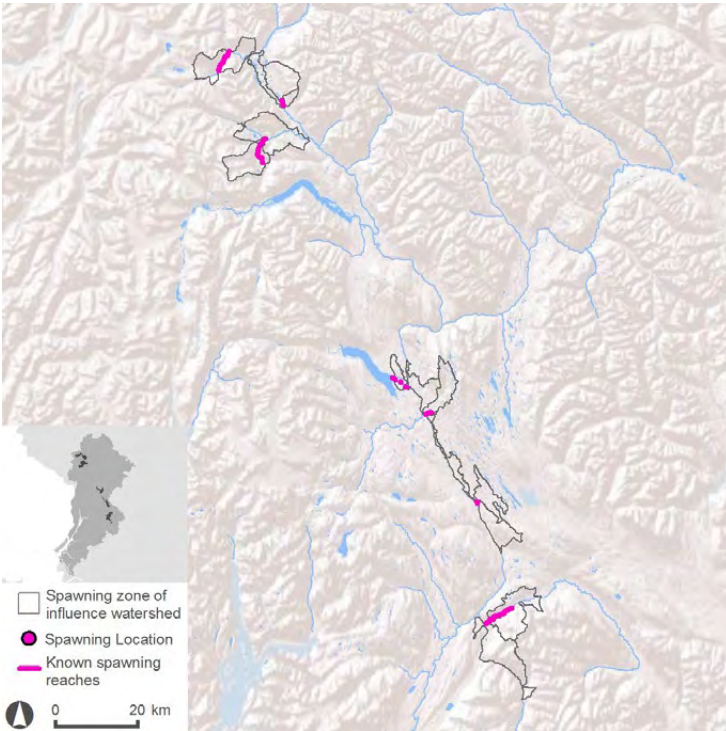 Spawning zone of
influence watershed
Spawning Location
Known spawning
reaches
0 20 km